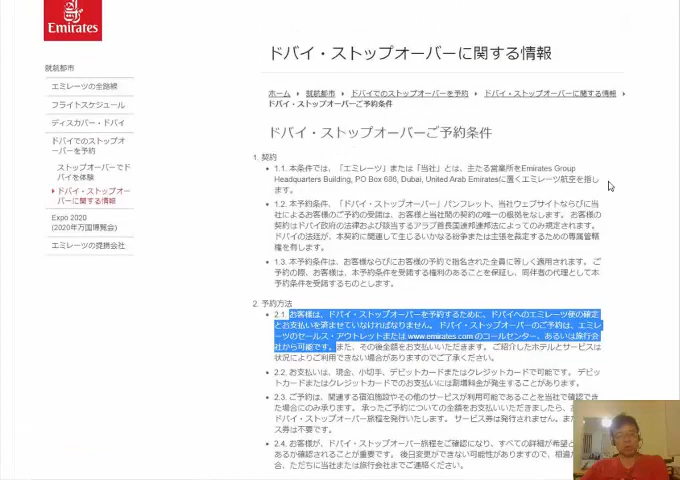 Emirates
ドバイ・ストップオーバーに関する情報
就航都市
エミレーツの全路線
フライトスケジュール
ディスカバー・ドバイ
ドバイでのストップオ
ーバーを予約
ストップオーバーでド
バイを体験
ドバイ・ストップオー
バーに関する情報
Expo 2020
(2020年万国博覧会)
エミレーツの提携会社
ホーム 就航都市 ドバイでのストップオーバーを予約 ドバイ・ストップオーバーに関する情報
ドバイ・ストップオーバーご予約条件
ドバイ・ストップオーバーご予約条件
1. 契約
1.1. 本条件では、「エミレーツ」または「当社」とは、主たる営業所をEmirates Group
Headquarters Building, PO Box 686, Dubai, United Arab Emiratesに置くエミレーツ航空を指し
ます。
1.2. 本予約条件、「ドバイ・ストップオーバー」パンフレット、当社ウェブサイトならびに当
社によるお客様のご予約の受諾は、お客様と当社間の契約の唯一の根拠をなします。 お客様の
契約はドバイ政府の法律および該当するアラブ首長国連邦連邦法によってのみ規定されます。
ドバイの法廷が、本契約に関連して生じるいかなる紛争または主張を裁定するための専属管轄
権を有します。
1.3. 本予約条件は、お客様ならびにお客様の予約で指名された全員に等しく適用されます。 ご
予約の際、お客様は、本予約条件を受諾する権利のあることを保証し、同伴者の代理として本
予約条件を受諾するものとします。
2. 予約方法
2.1. お客様は、ドバイ・ストップオーバーを予約するために、ドバイへのエミレーツ便の確定
とお支払いを済ませていなければなりません。 ドバイ・ストップオーバーのご予約は、エミレ
ーツのセールス・アウトレットまたは www.emirates.com のコールセンター、あるいは旅行会
社から可能です。また、その後全額をお支払いいただきます。 ご紹介したホテルとサービスは
状況によりご利用できない場合がありますのでご了承ください。
2.2. お支払いは、現金、小切手、デビットカードまたはクレジットカードで可能です。 デビッ
トカードまたはクレジットカードでのお支払いには割増料金が発生することがあります。
2.3. ご予約は、関連する宿泊施設やその他のサービスが利用可能であることを当社で確認でき
た場合にのみ承ります。 承ったご予約についての全額をお支払いいただきましたら、
ドバイ・ストップオーバー旅程を発行いたします。 サービス券は発行されません。
ス券は不要です。
2.4. お客様が、ドバイ・ストップオーバー旅程をご確認になり、すべての詳細が希望と
あるか確認されることが重要です。 後日変更ができない可能性がありますので、相違が
合、ただちに当社または旅行会社までご連絡ください。